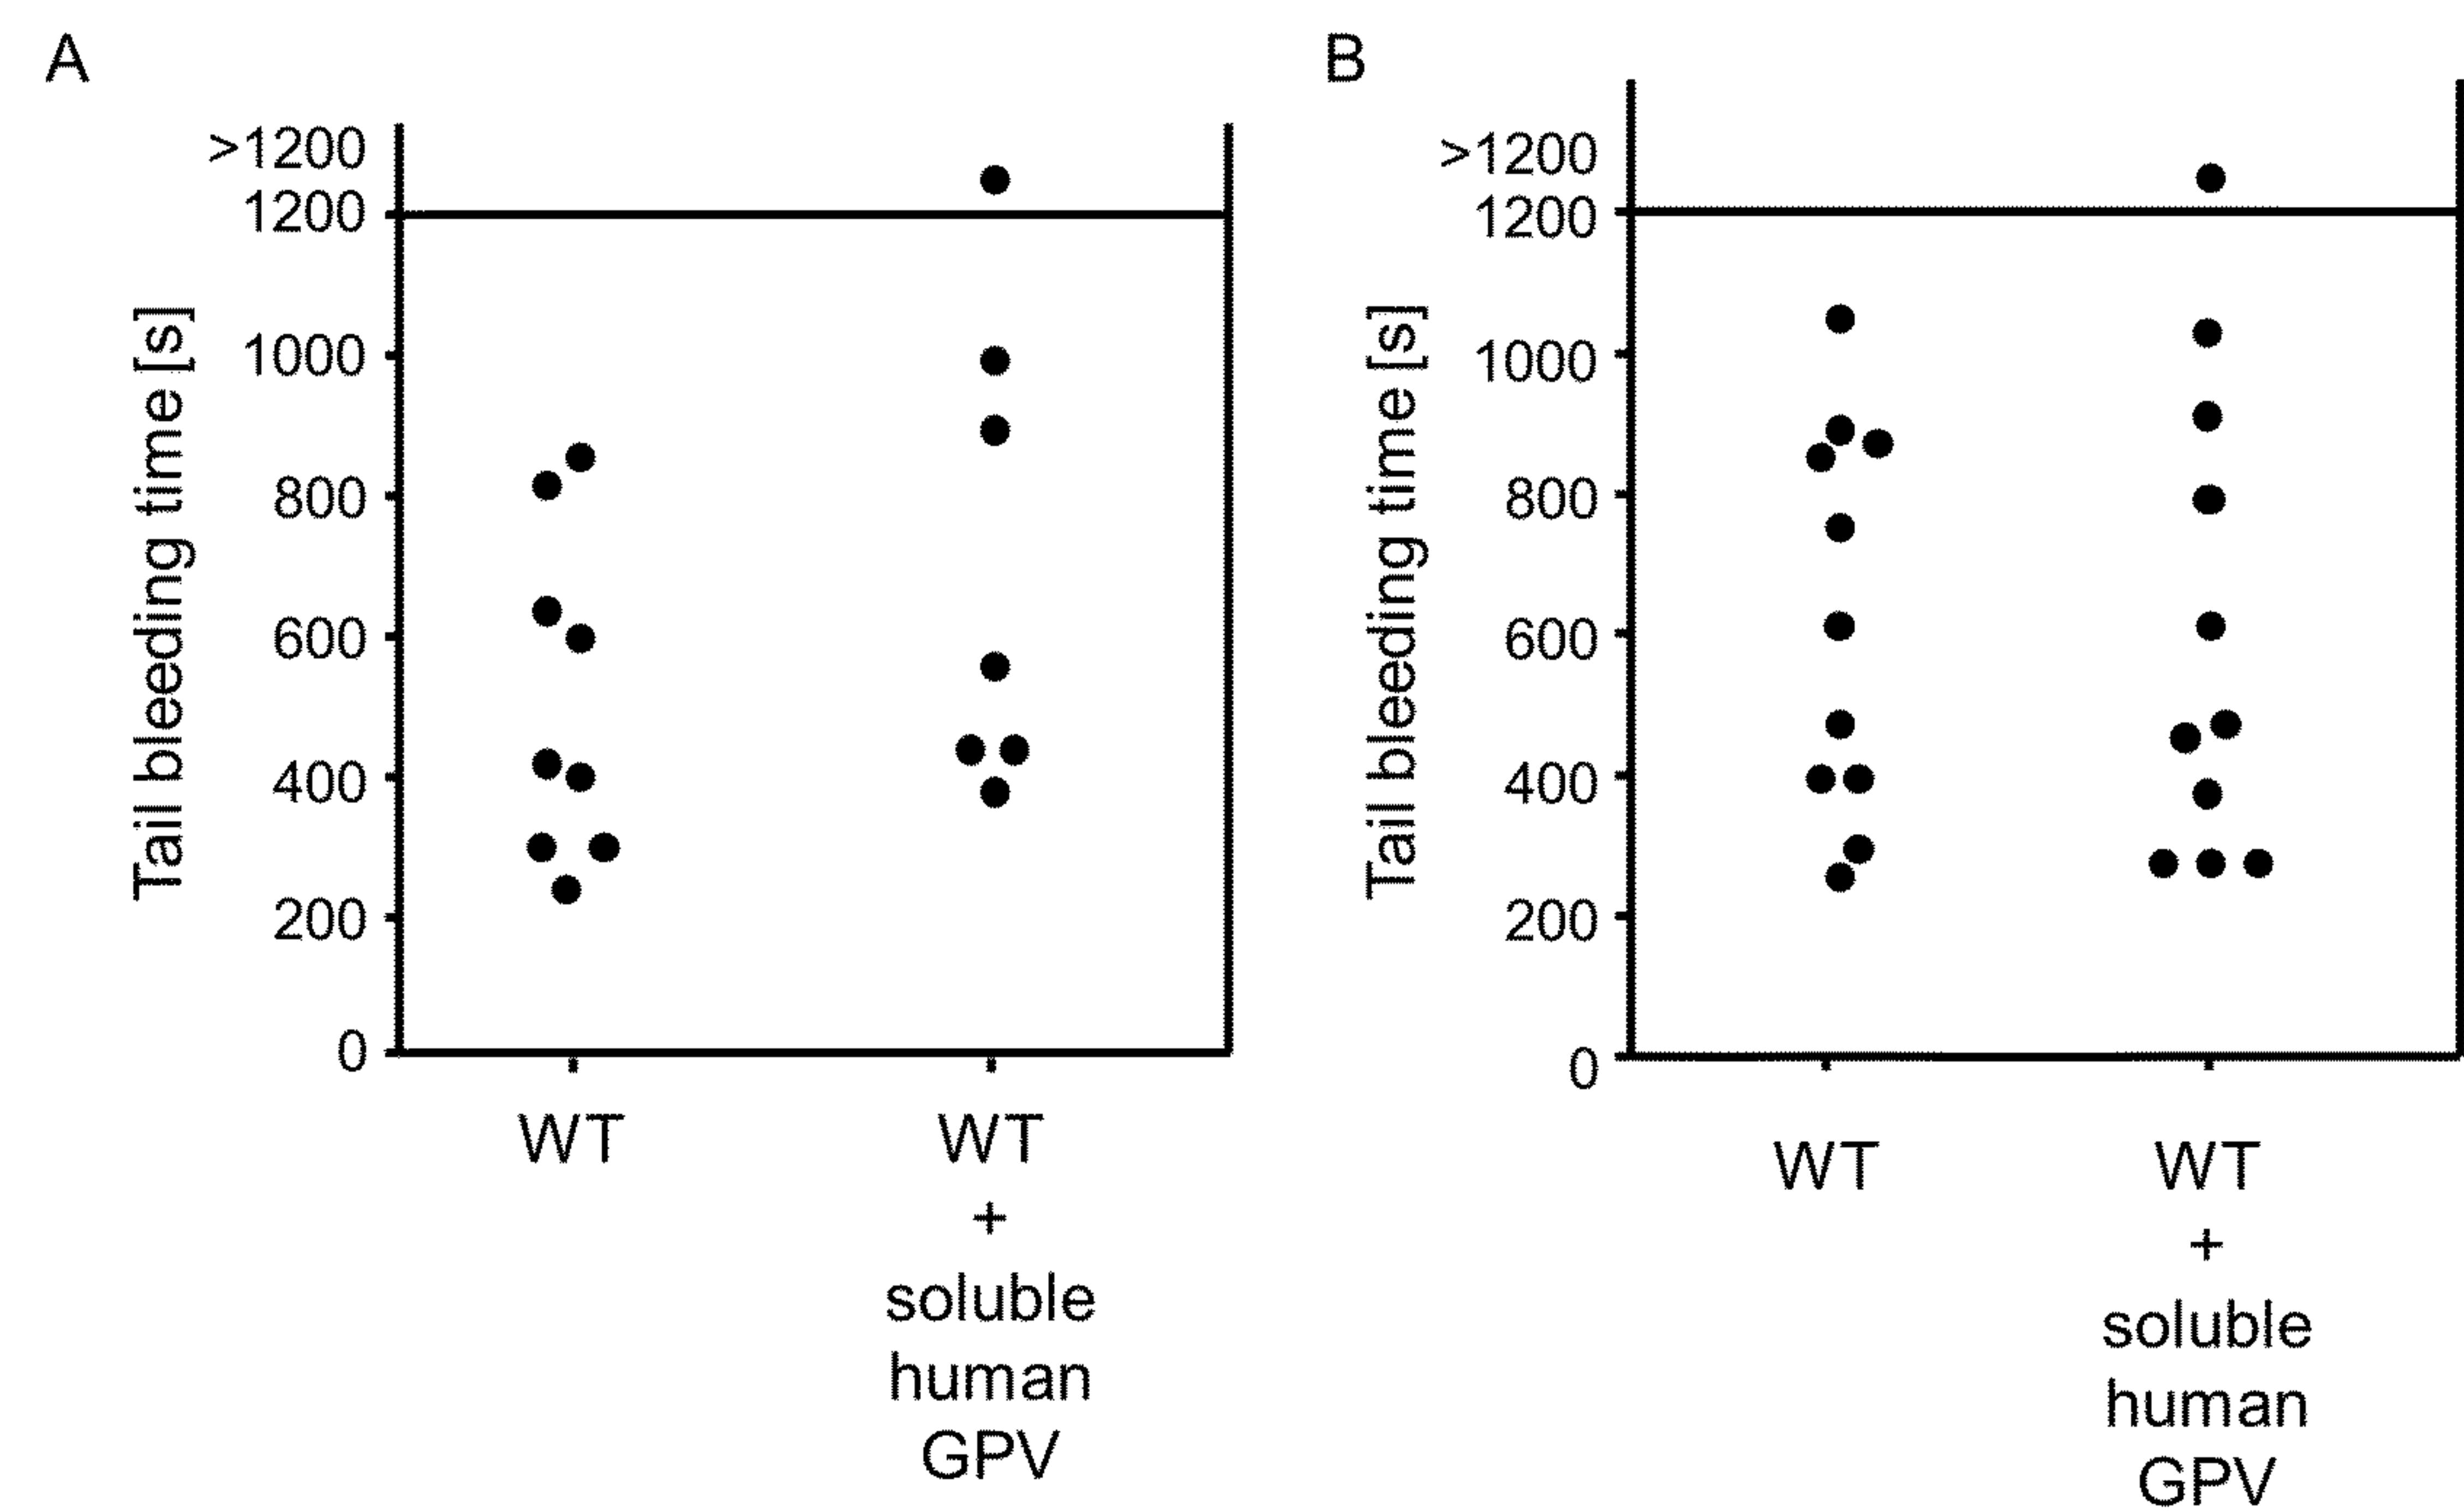 A
Tail bleeding time [s]
>1200
1200
1000
800
600
400
200
0
WT
WT
+
soluble
human
GPV
B
Tail bleeding time [s]
>1200
1200
1000
800
600
400
200
0
WT
WT
+
soluble
human
GPV